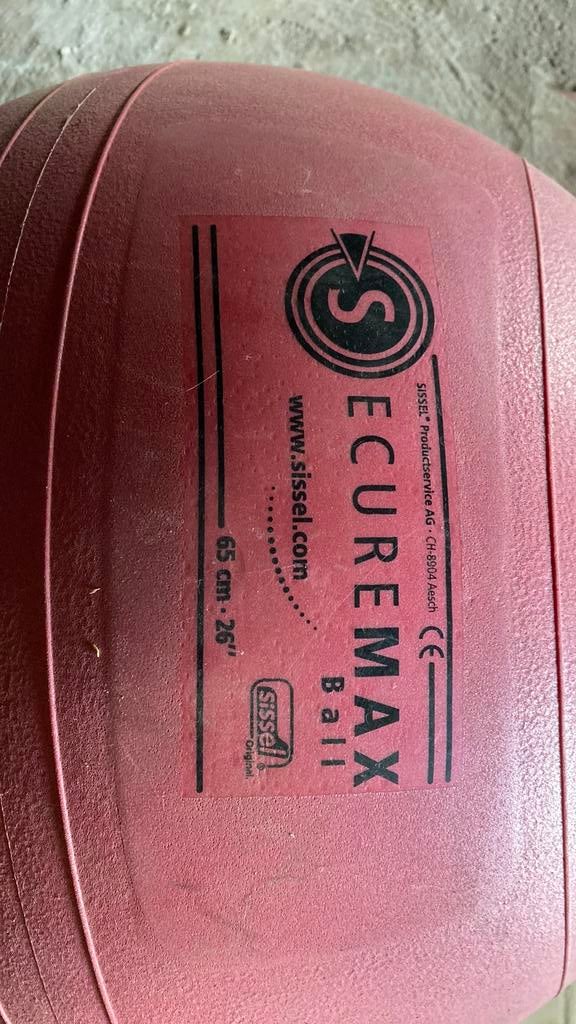 SISSEL® Productservice AG · CH-8904 Aesch CE
SECUREMAX
Ball
www.sissel.com
sissel®
Original
65 cm · 26"